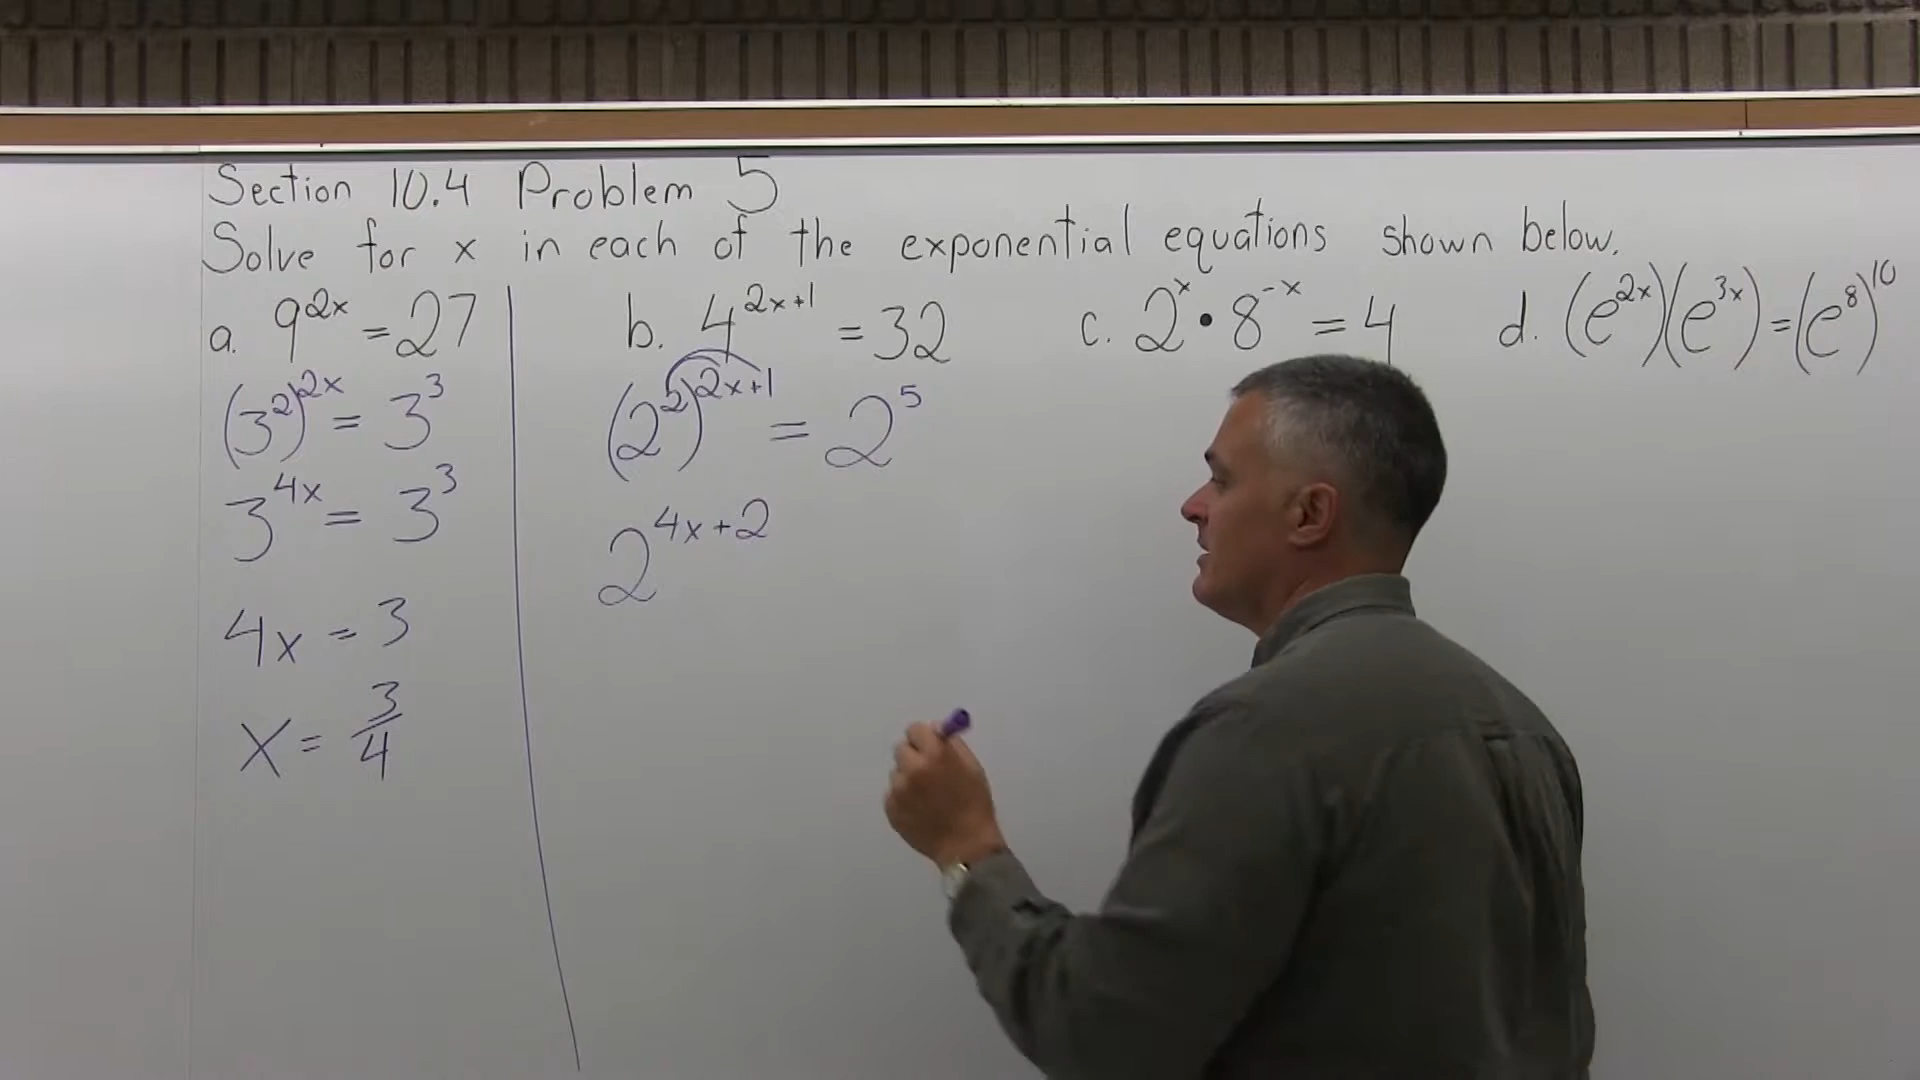 Section 10.4 Problem 5
Solve for x in each of the exponential equations shown below.
a. 9^2x = 27
(3^2)^2x = 3^3
3^4x = 3^3
4x = 3
x = 3/4
b. 4^2x+1 = 32
(2^2)^2x+1 = 2^5
2^4x+2
c. 2^x • 8^-x = 4
d. (e^2x)(e^3x) = (e^8)^10